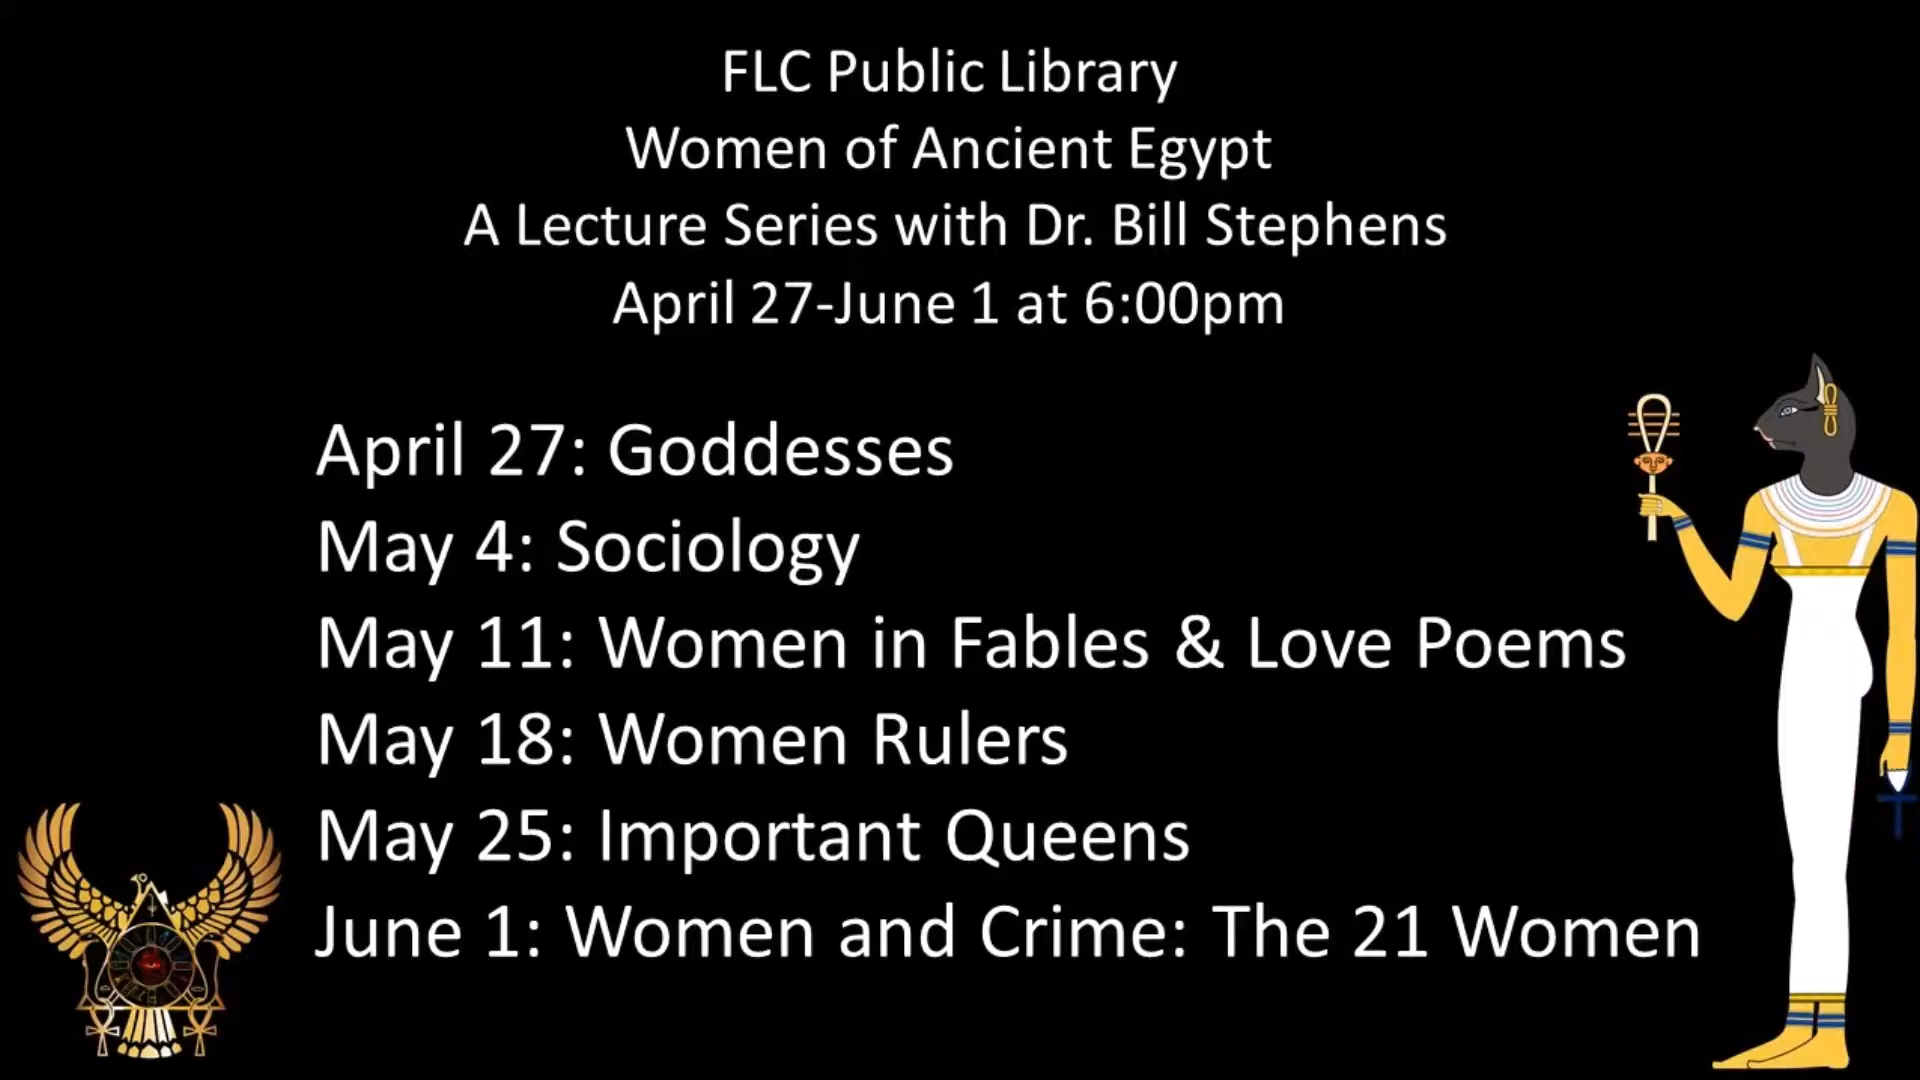 FLC Public Library
Women of Ancient Egypt
A Lecture Series with Dr. Bill Stephens
April 27-June 1 at 6:00pm
April 27: Goddesses
May 4: Sociology
May 11: Women in Fables & Love Poems
May 18: Women Rulers
May 25: Important Queens
June 1: Women and Crime: The 21 Women